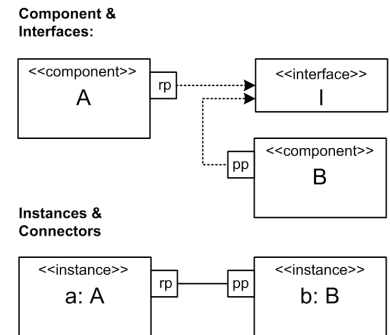 Component &
Interfaces:
<<component>>
A
rp
<<interface>>
I
<<component>>
B
pp
Instances &
Connectors
<<instance>>
a: A
rp
pp
<<instance>>
b: B